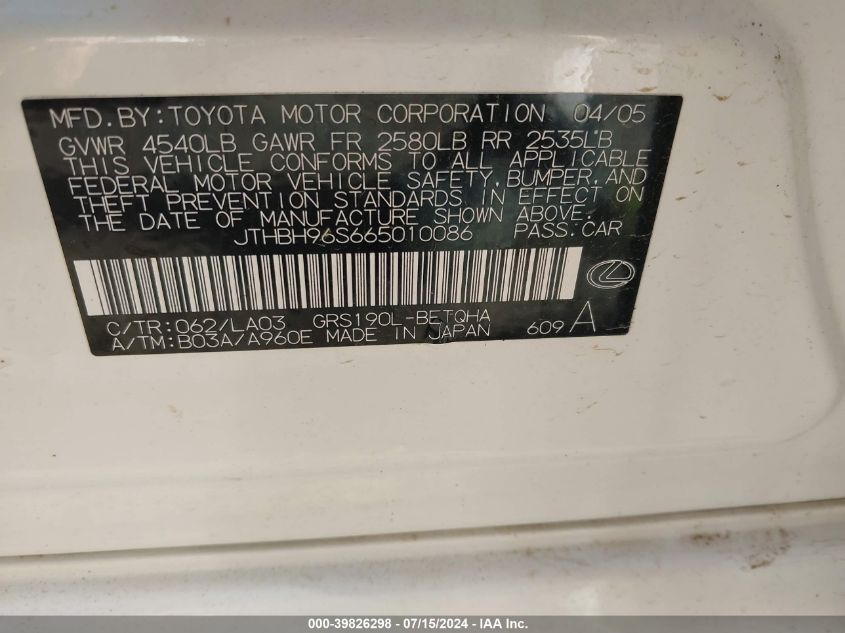 MFD. BY: TOYOTA MOTOR CORPORATION 04/05
GVWR 4540LB GAWR FR 2580LB RR 2535LB
THIS VEHICLE CONFORMS TO ALL APPLICABLE
FEDERAL MOTOR VEHICLE SAFETY, BUMPER, AND
THEFT PREVENTION STANDARDS IN EFFECT ON
THE DATE OF MANUFACTURE SHOWN ABOVE.
JTHBH96S665010086 PASS. CAR
C/TR: 062/LA03 GRS190L-BETQHA
A/TM: B03A/A960E MADE IN JAPAN 609 A
000-39826298 - 07/15/2024 - IAAI.COM